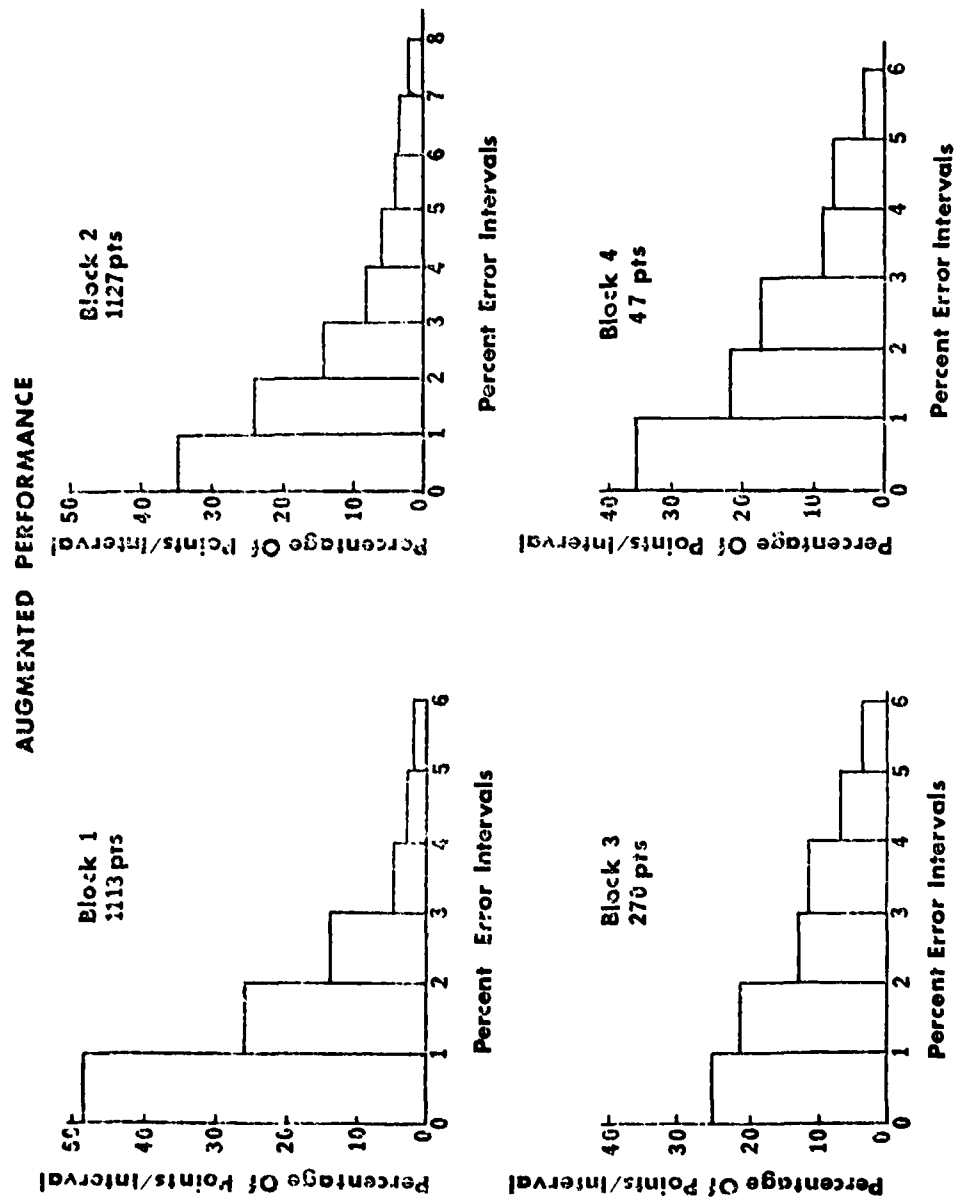 AUGMENTED PERFORMANCE
Block 1
1113 pts
50
40
30
20
10
0
Percentage Of Points/Interval
0 1 2 3 4 5 6
Percent Error Intervals
Block 2
1127 pts
50
40
30
20
10
0
Percentage Of Points/Interval
0 1 2 3 4 5 6 7 8
Percent Error Intervals
Block 3
270 pts
40
30
20
10
0
Percentage Of Points/Interval
0 1 2 3 4 5 6
Percent Error Intervals
Block 4
47 pts
40
30
20
10
0
Percentage Of Points/Interval
0 1 2 3 4 5 6
Percent Error Intervals